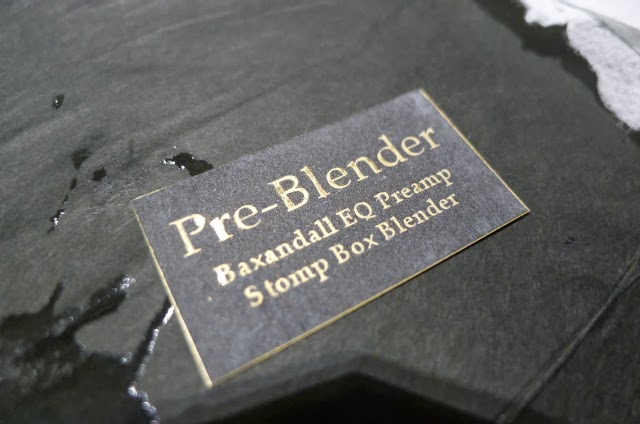 Pre-Blender
Baxandall EQ Preamp
Stomp Box Blender